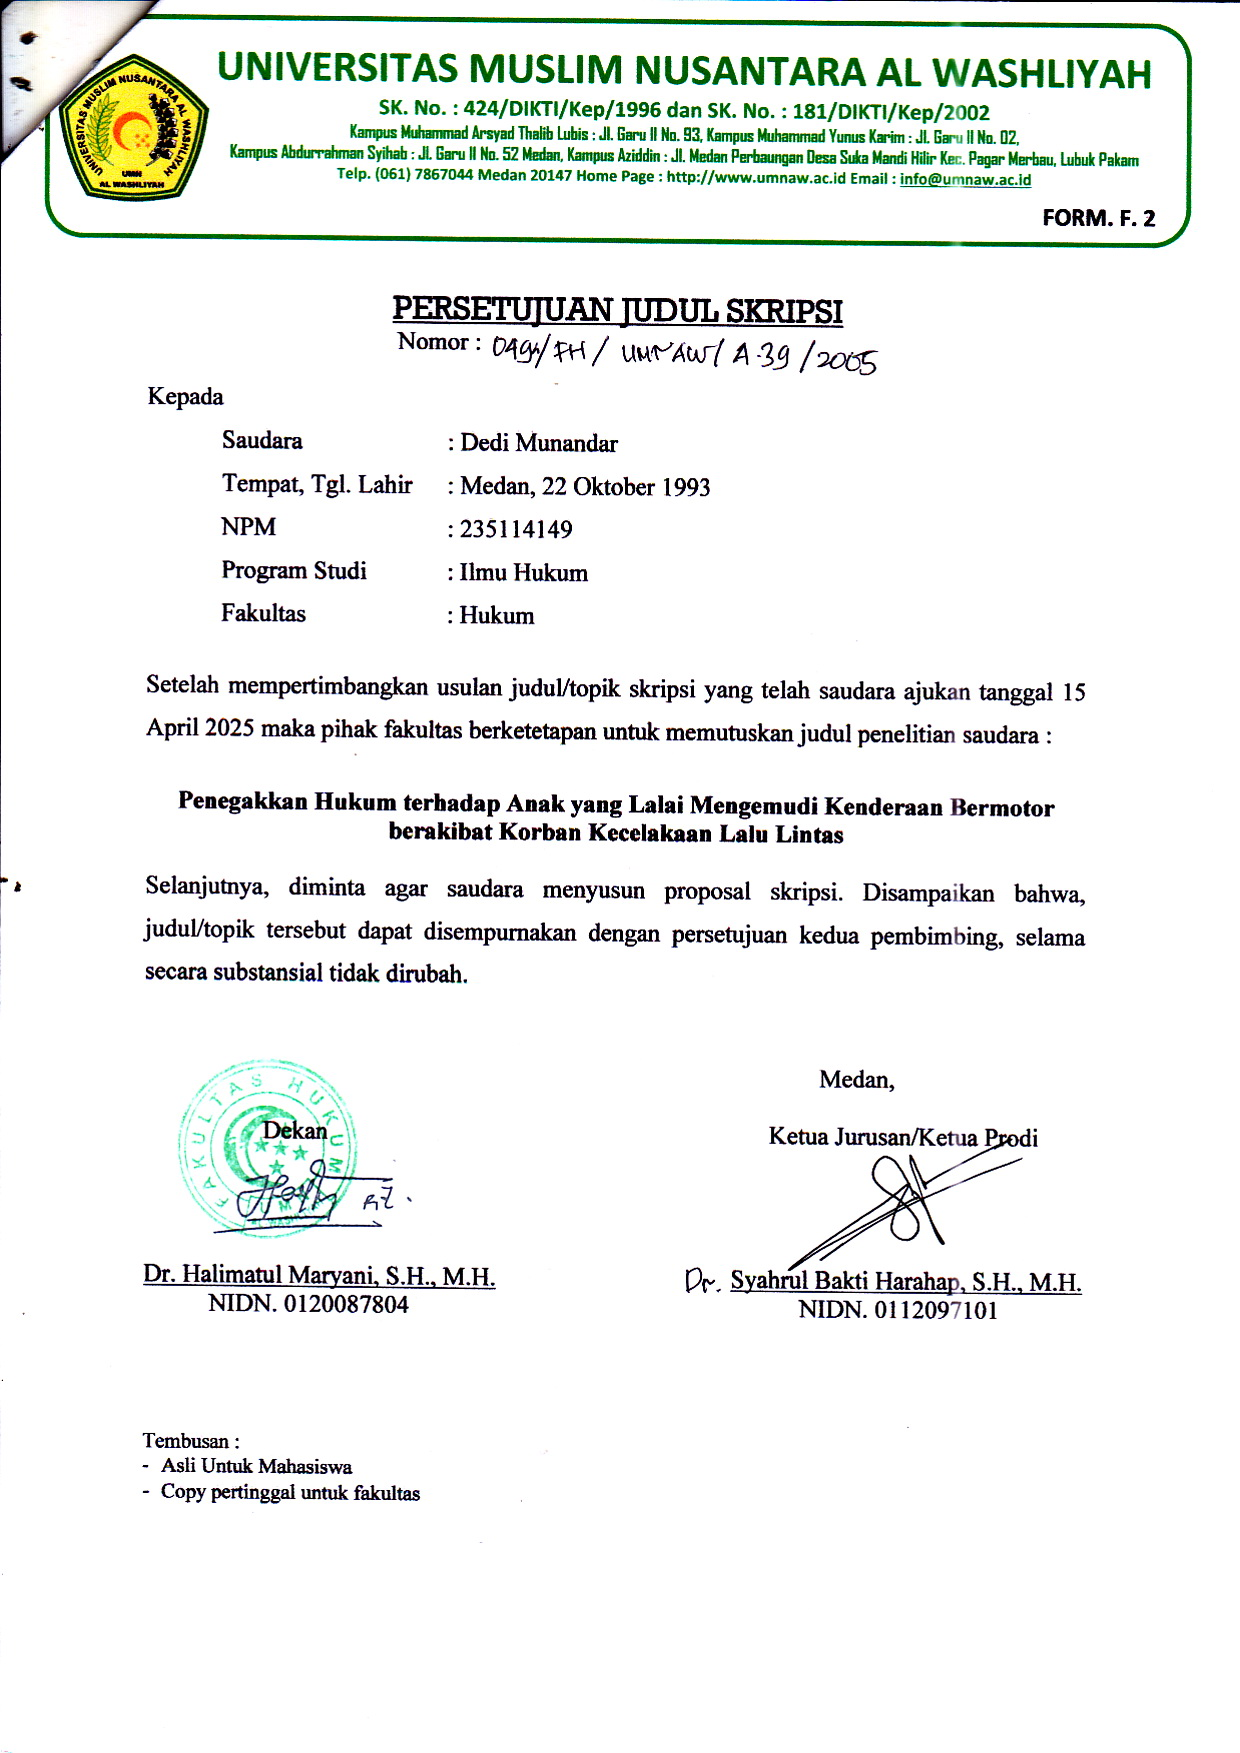 UNIVERSITAS MUSLIM NUSANTARA AL WASHLIYAH
SK. No. : 424/DIKTI/Kep/1996 dan SK. No. : 181/DIKTI/Kep/2002
Kampus Muhammad Arsyad Thalib Lubis : Jl. Garu II No. 93, Kampus Muhammad Yunus Karim : Jl. Garu II No. 02,
Kampus Abdurrahman Syihab : Jl. Garu II No. 52 Medan, Kampus Aziddin : Jl. Medan Perbaungan Desa Suka Mandi Hilir Kec. Pagar Merbau, Lubuk Pakam
Telp. (061) 7867044 Medan 20147 Home Page : http://www.umnaw.ac.id Email : info@umnaw.ac.id
UNIVERSITAS MUSLIM NUSANTARA AL WASHLIYAH
UMN
AL WASHLIYAH
FORM. F. 2
PERSETUJUAN JUDUL SKRIPSI
Nomor : /FH / UMNAW / A.39 / 2005
Kepada
Saudara : Dedi Munandar
Tempat, Tgl. Lahir : Medan, 22 Oktober 1993
NPM : 235114149
Program Studi : Ilmu Hukum
Fakultas : Hukum
Setelah mempertimbangkan usulan judul/topik skripsi yang telah saudara ajukan tanggal 15
April 2025 maka pihak fakultas berketetapan untuk memutuskan judul penelitian saudara :
Penegakkan Hukum terhadap Anak yang Lalai Mengemudi Kenderaan Bermotor
berakibat Korban Kecelakaan Lalu Lintas
Selanjutnya, diminta agar saudara menyusun proposal skripsi. Disampaikan bahwa,
judul/topik tersebut dapat disempurnakan dengan persetujuan kedua pembimbing, selama
secara substansial tidak dirubah.
Medan,
FAKULTAS HUKUM
Dekan
Ketua Jurusan/Ketua Prodi
Dr. Halimatul Maryani, S.H., M.H.
NIDN. 0120087804
Dr. Syahrul Bakti Harahap, S.H., M.H.
NIDN. 0112097101
Tembusan :
- Asli Untuk Mahasiswa
- Copy pertinggal untuk fakultas